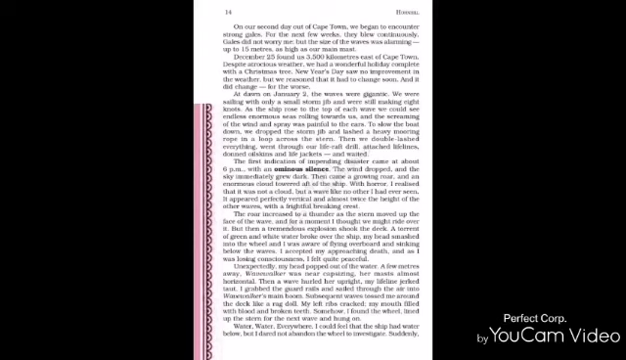 14
HORNBILL
On our second day out of Cape Town, we began to encounter
strong gales. For the next few weeks, they blew continuously.
Gales did not worry me; but the size of the waves was alarming —
up to 15 metres, as high as our main mast.
December 25 found us 3,500 kilometres east of Cape Town.
Despite atrocious weather, we had a wonderful holiday complete
with a Christmas tree. New Year's Day saw no improvement in
the weather, but we reasoned that it had to change soon. And it
did change — for the worse.
At dawn on January 2, the waves were gigantic. We were
sailing with only a small storm jib and were still making eight
knots. As the ship rose to the top of each wave we could see
endless enormous seas rolling towards us, and the screaming
of the wind and spray was painful to the ears. To slow the boat
down, we dropped the storm jib and lashed a heavy mooring
rope in a loop across the stern. Then we double-lashed
everything, went through our life-raft drill, attached lifelines,
donned oilskins and life jackets — and waited.
The first indication of impending disaster came at about
6 p.m., with an ominous silence. The wind dropped, and the
sky immediately grew dark. Then came a growing roar, and an
enormous cloud towered aft of the ship. With horror, I realised
that it was not a cloud, but a wave like no other I had ever seen.
It appeared perfectly vertical and almost twice the height of the
other waves, with a frightful breaking crest.
The roar increased to a thunder as the stern moved up the
face of the wave, and for a moment I thought we might ride over
it. But then a tremendous explosion shook the deck. A torrent
of green and white water broke over the ship, my head smashed
into the wheel and I was aware of flying overboard and sinking
below the waves. I accepted my approaching death, and as I
was losing consciousness, I felt quite peaceful.
Unexpectedly, my head popped out of the water. A few metres
away, Wavewalker was near capsizing, her masts almost
horizontal. Then a wave hurled her upright, my lifeline jerked
taut. I grabbed the guard rails and sailed through the air into
Wavewalker's main boom. Subsequent waves tossed me around
the deck like a rag doll. My left ribs cracked; my mouth filled
with blood and broken teeth. Somehow, I found the wheel, lined
up the stern for the next wave and hung on.
Water, Water, Everywhere. I could feel that the ship had water
below, but I dared not abandon the wheel to investigate. Suddenly,
Perfect Corp.
by YouCam Video